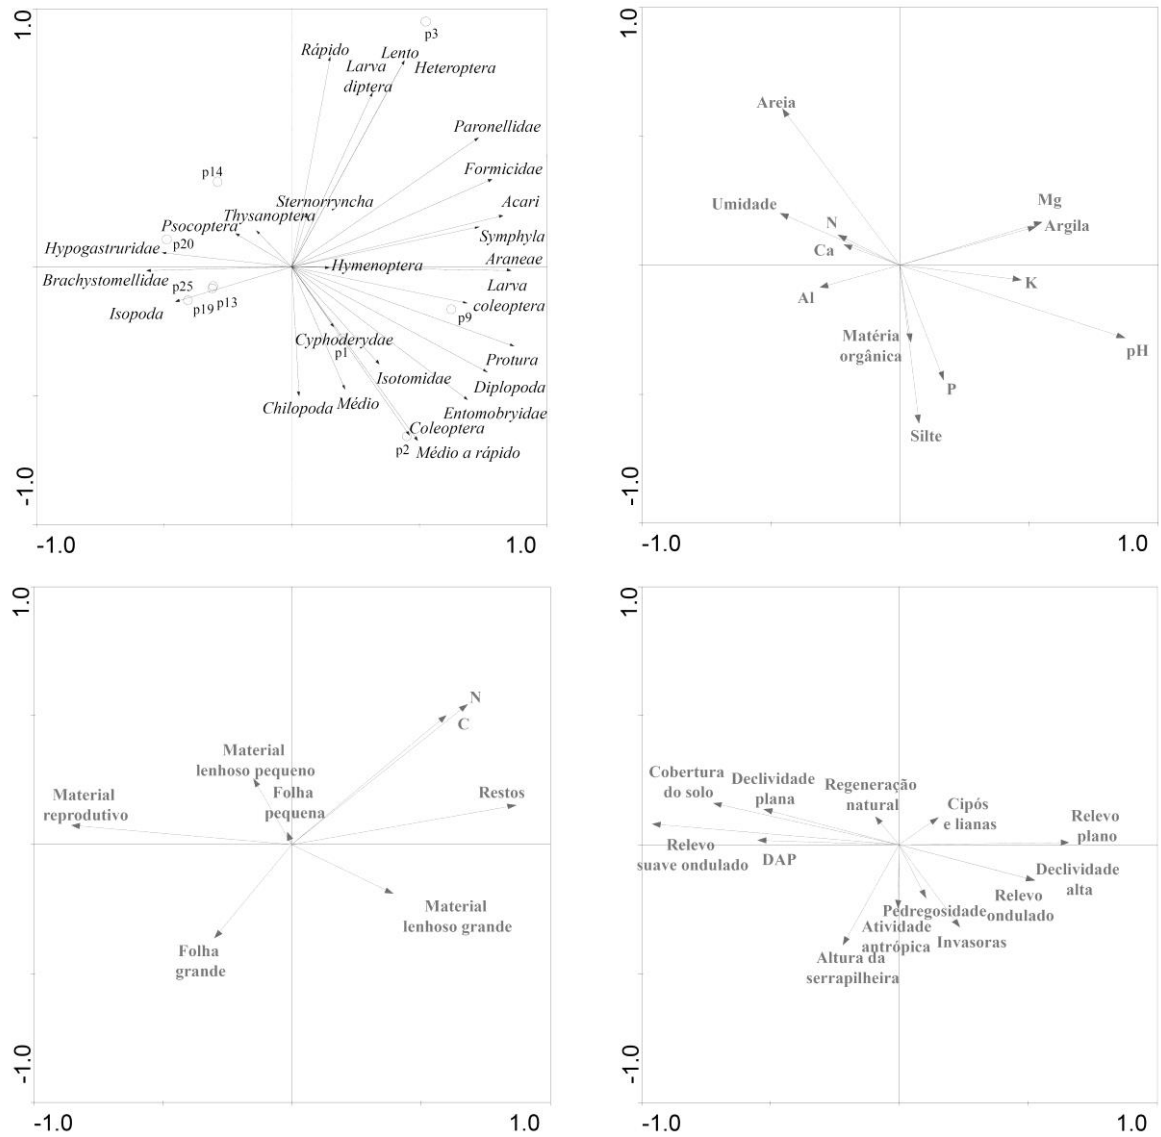 1.0
p3
Rápido
Lento
Larva
diptera
Heteroptera
Paronellidae
Formicidae
p14
Sternorryncha
Acari
Thysanoptera
Psocoptera
Symphyla
Hypogastruridae
p20
Araneae
Hymenoptera
Brachystomellidae
p25
Larva
coleoptera
Isopoda
p19
p13
p9
Cyphoderydae
p1
Protura
Isotomidae
Diplopoda
Chilopoda
Médio
Entomobryidae
Coleoptera
p2
Médio a rápido
-1.0
-1.0
1.0
1.0
Areia
Umidade
N
Mg
Argila
Ca
Al
K
Matéria
orgânica
pH
P
Silte
-1.0
-1.0
1.0
1.0
N
C
Material
lenhoso pequeno
Folha
pequena
Material
reprodutivo
Restos
Material
lenhoso grande
Folha
grande
-1.0
-1.0
1.0
1.0
Cobertura
do solo
Declividade
plana
Regeneração
natural
Cipós
e lianas
Relevo
plano
Relevo
suave ondulado
DAP
Declividade
alta
Relevo
ondulado
Pedregosidade
Atividade
antrópica
Invasoras
Altura da
serrapilheira
-1.0
-1.0
1.0